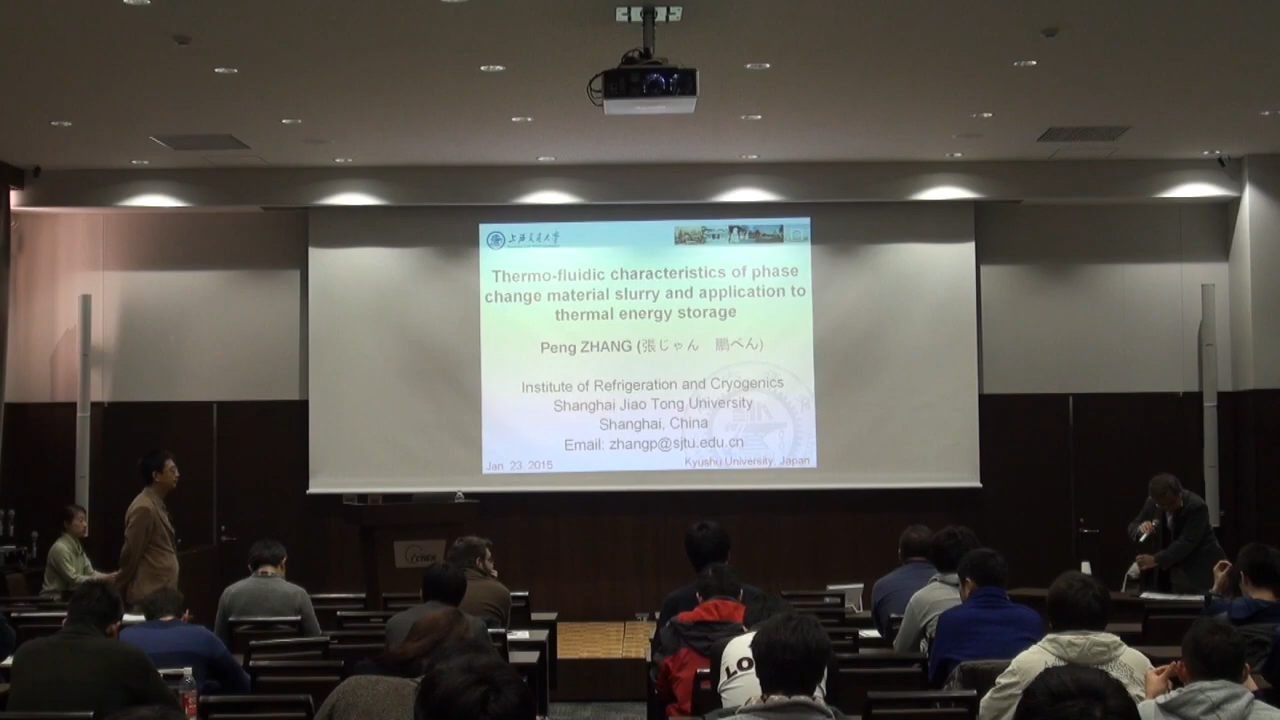 上海交通大学
Thermo-fluidic characteristics of phase
change material slurry and application to
thermal energy storage
Peng ZHANG (張じゃん　鵬ぺん)
Institute of Refrigeration and Cryogenics
Shanghai Jiao Tong University
Shanghai, China
Email: zhangp@sjtu.edu.cn
Jan. 23. 2015
Kyushu University, Japan
LO